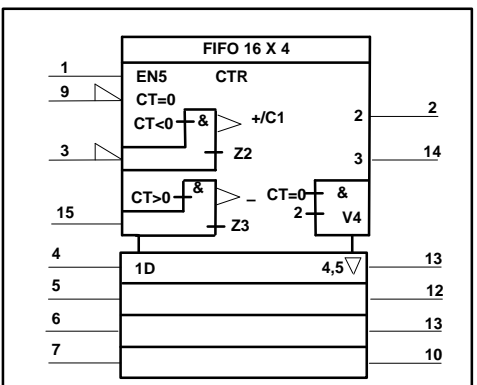 FIFO 16 X 4
1 EN5 CTR
9 CT=0
CT<0 & +/C1
2 2
3 Z2 3 14
CT>0 & – CT=0 &
15 Z3 2 V4
4 1D 4,5 13
5 12
6 13
7 10